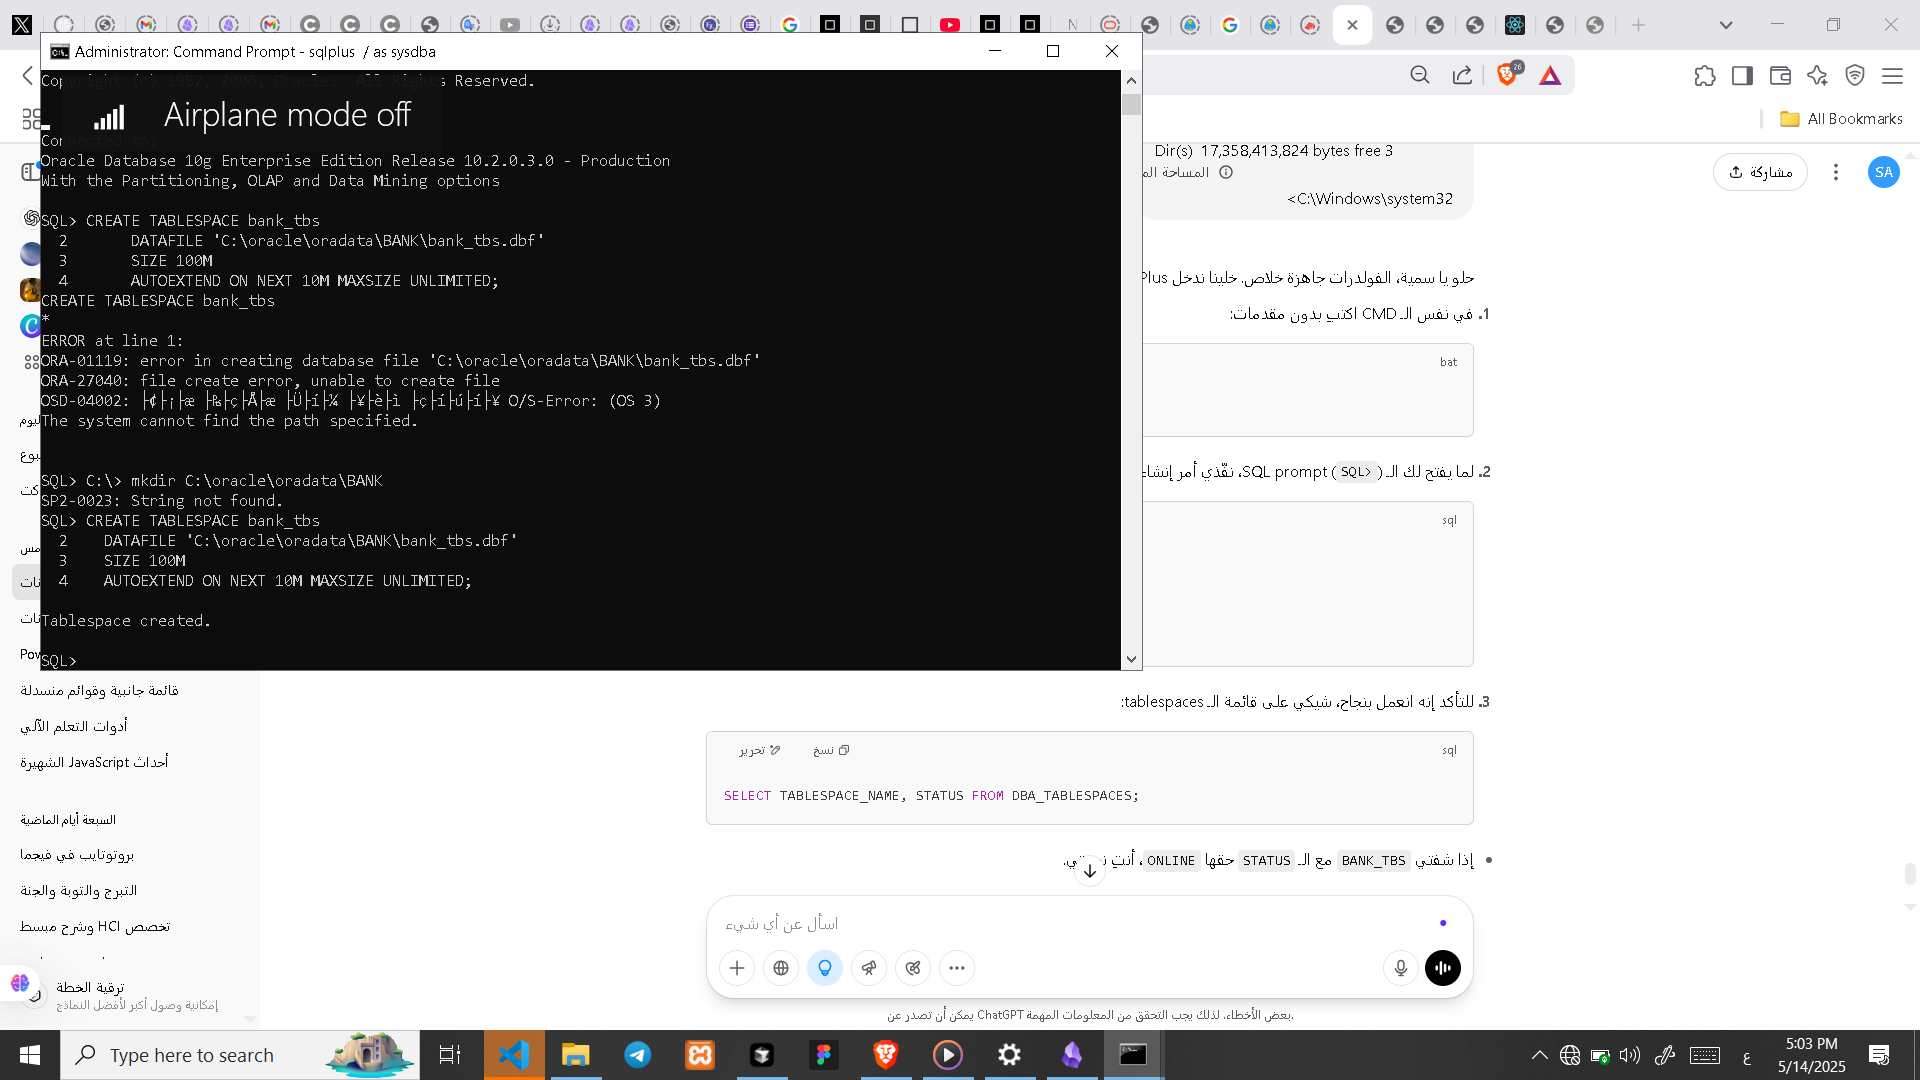 Administrator: Command Prompt - sqlplus  / as sysdba
Copyright (c) 1982, 2006, Oracle.  All Rights Reserved.
Airplane mode off
Connected to:
Oracle Database 10g Enterprise Edition Release 10.2.0.3.0 - Production
With the Partitioning, OLAP and Data Mining options
SQL> CREATE TABLESPACE bank_tbs
2 DATAFILE 'C:\oracle\oradata\BANK\bank_tbs.dbf'
3 SIZE 100M
4 AUTOEXTEND ON NEXT 10M MAXSIZE UNLIMITED;
CREATE TABLESPACE bank_tbs
*
ERROR at line 1:
ORA-01119: error in creating database file 'C:\oracle\oradata\BANK\bank_tbs.dbf'
ORA-27040: file create error, unable to create file
OSD-04002: O/S-Error: (OS 3)
The system cannot find the path specified.
SQL> C:\> mkdir C:\oracle\oradata\BANK
SP2-0023: String not found.
SQL> CREATE TABLESPACE bank_tbs
2 DATAFILE 'C:\oracle\oradata\BANK\bank_tbs.dbf'
3 SIZE 100M
4 AUTOEXTEND ON NEXT 10M MAXSIZE UNLIMITED;
Tablespace created.
SQL>
26
All Bookmarks
مشاركة
SA
Dir(s)  17,358,413,824 bytes free 3
المساحة
<C:\Windows\system32
حلو يا سمية، الفولدرات جاهزة خلاص. خلينا ندخل Plus
1. في نفس الـ CMD اكتب بدون مقدمات:
bat
2. لما يفتح لك الـ SQL prompt (SQL>)، نفّذي أمر إنشاء
sql
3. للتأكد إنه انعمل بنجاح، شيكي على قائمة الـ tablespaces:
sql
نسخ
تحرير
SELECT TABLESPACE_NAME, STATUS FROM DBA_TABLESPACES;
إذا شفتي BANK_TBS مع الـ STATUS حقها ONLINE، أنتِ
اسأل عن أي شيء
يمكن أن تصدر عن ChatGPT بعض الأخطاء. لذلك يجب التحقق من المعلومات المهمة.
Pow
قائمة جانبية وقوائم منسدلة
أدوات التعلم الآلي
أحداث JavaScript الشهيرة
السبعة أيام الماضية
بروتوتايب في فيجما
التبرج والتوبة والجنة
تخصص HCI وشرح مبسط
ترقية الخطة
إمكانية وصول أكبر لأفضل النماذج
Type here to search
ع
5:03 PM
5/14/2025